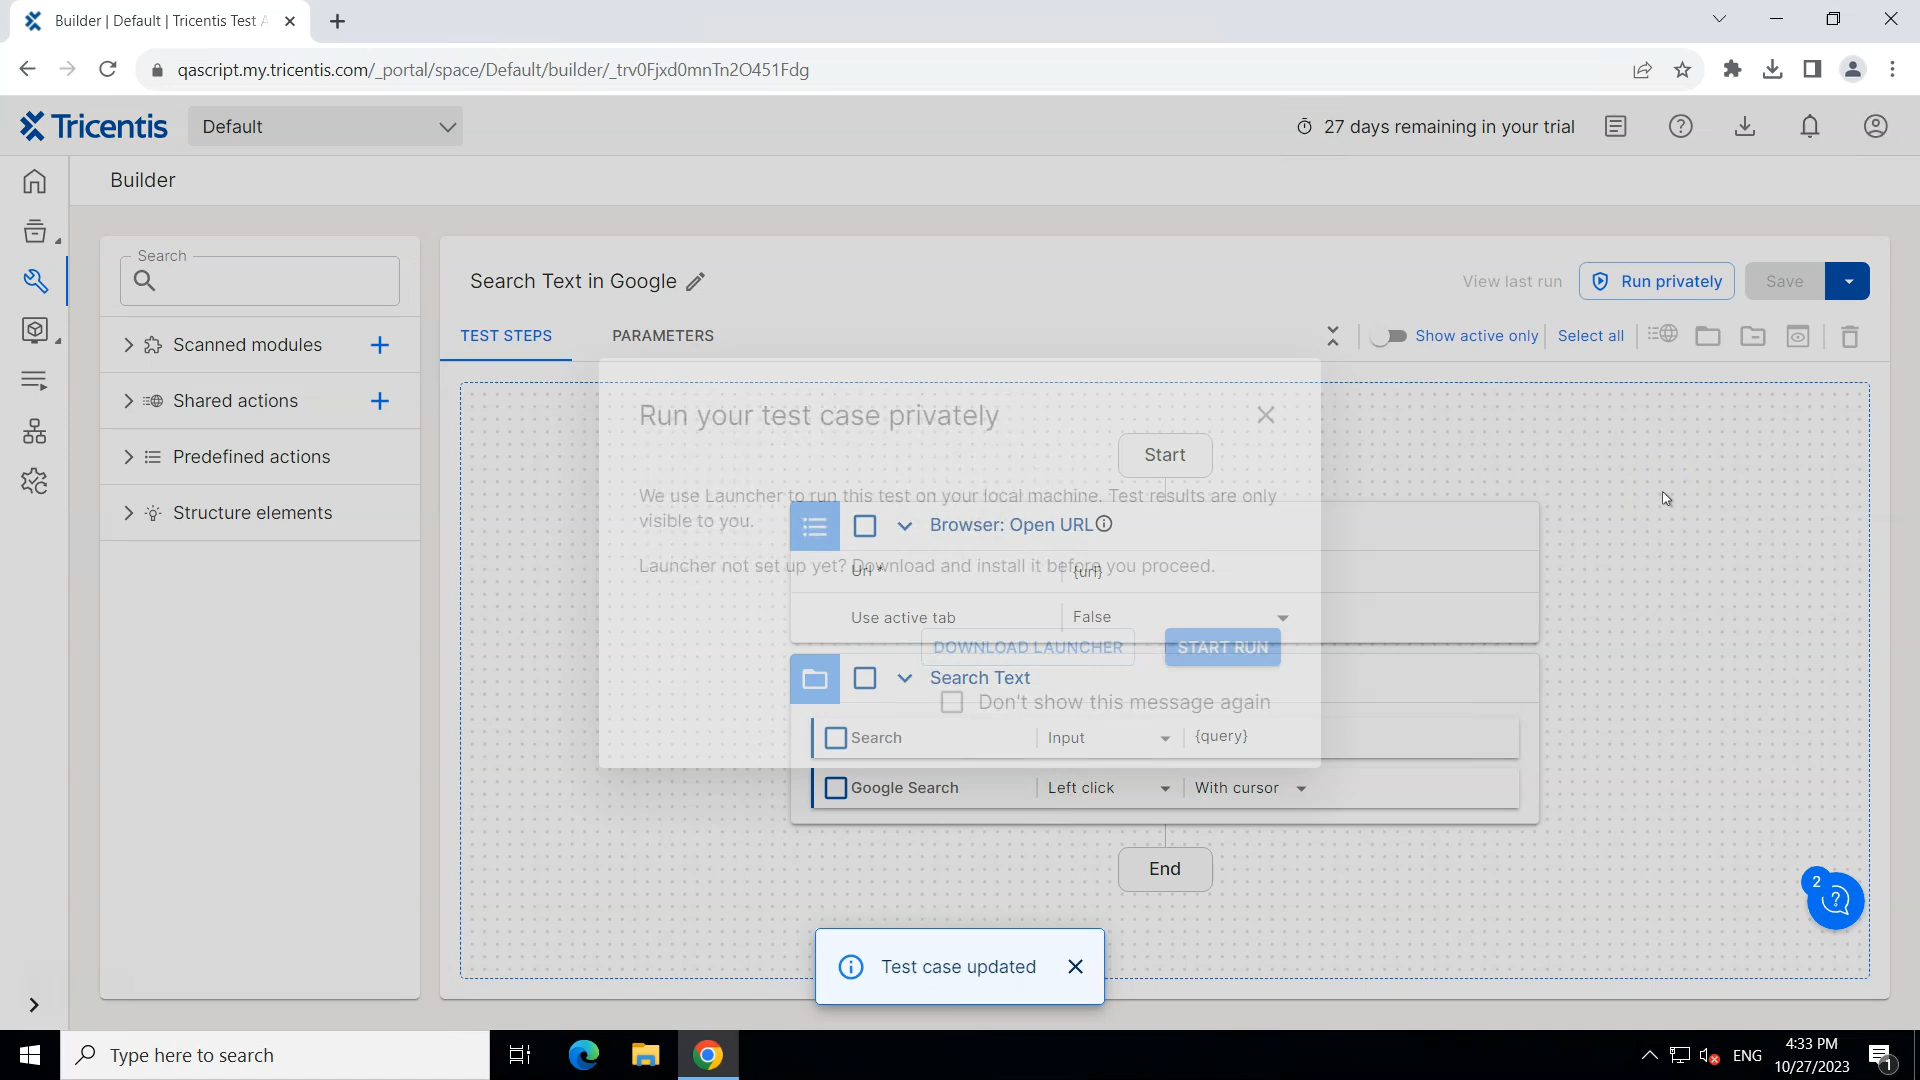 Builder | Default | Tricentis Test A
qascript.my.tricentis.com/_portal/space/Default/builder/_trv0Fjxd0mnTn2O451Fdg
Tricentis
Default
27 days remaining in your trial
Builder
Search
Search Text in Google
View last run
Run privately
Save
TEST STEPS
PARAMETERS
Show active only
Select all
Scanned modules
Shared actions
Predefined actions
Structure elements
Run your test case privately
Start
We use Launcher to run this test on your local machine. Test results are only
visible to you.
Browser: Open URL
Launcher not set up yet? Download and install it before you proceed.
Url *
{url}
Use active tab
False
DOWNLOAD LAUNCHER
START RUN
Search Text
Don't show this message again
Search
Input
{query}
Google Search
Left click
With cursor
End
2
Test case updated
Type here to search
ENG
4:33 PM
10/27/2023
1